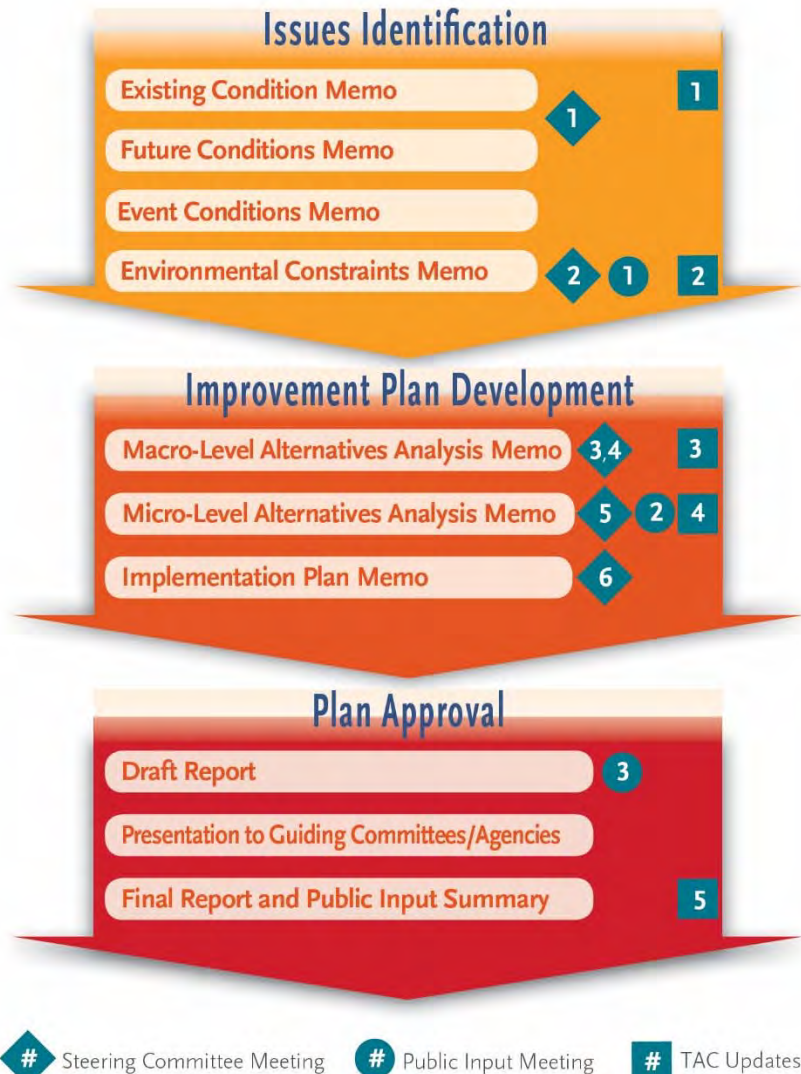 Issues Identification
Existing Condition Memo
1
1
Future Conditions Memo
Event Conditions Memo
Environmental Constraints Memo 2 1 2
Improvement Plan Development
Macro-Level Alternatives Analysis Memo 3,4 3
Micro-Level Alternatives Analysis Memo 5 2 4
Implementation Plan Memo 6
Plan Approval
Draft Report 3
Presentation to Guiding Committees/Agencies
Final Report and Public Input Summary 5
# Steering Committee Meeting # Public Input Meeting # TAC Updates